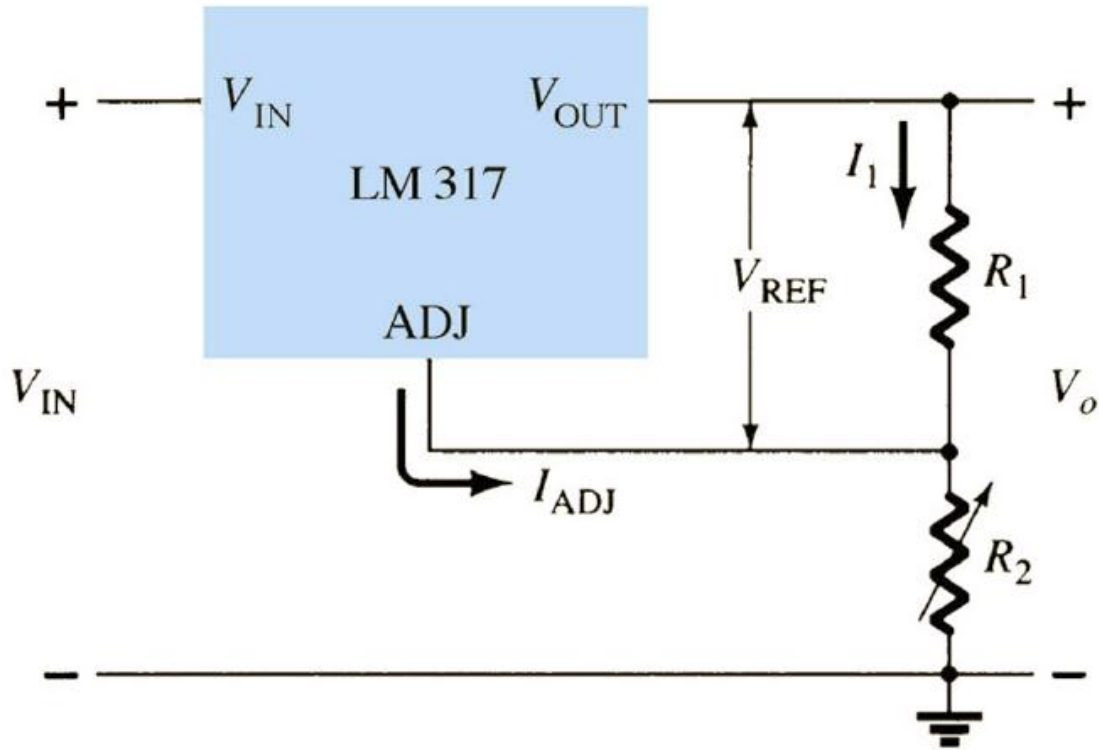 + V_IN V_OUT +
I_1
LM 317
V_REF R_1
ADJ
V_IN V_o
I_ADJ
R_2
− −